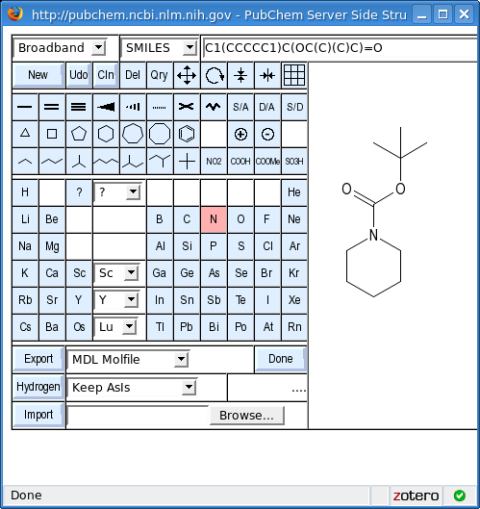 http://pubchem.ncbi.nlm.nih.gov - PubChem Server Side Stru
Broadband SMILES C1(CCCCC1)C(OC(C)(C)C)=O
New Udo Cln Del Qry
S/A D/A S/D
NO2 COOH COOMe SO3H
H ? ? He
Li Be B C N O F Ne
Na Mg Al Si P S Cl Ar
K Ca Sc Sc Ga Ge As Se Br Kr
Rb Sr Y Y In Sn Sb Te I Xe
Cs Ba Os Lu Tl Pb Bi Po At Rn
Export MDL Molfile Done
Hydrogen Keep AsIs ....
Import Browse...
O O
N
Done zotero